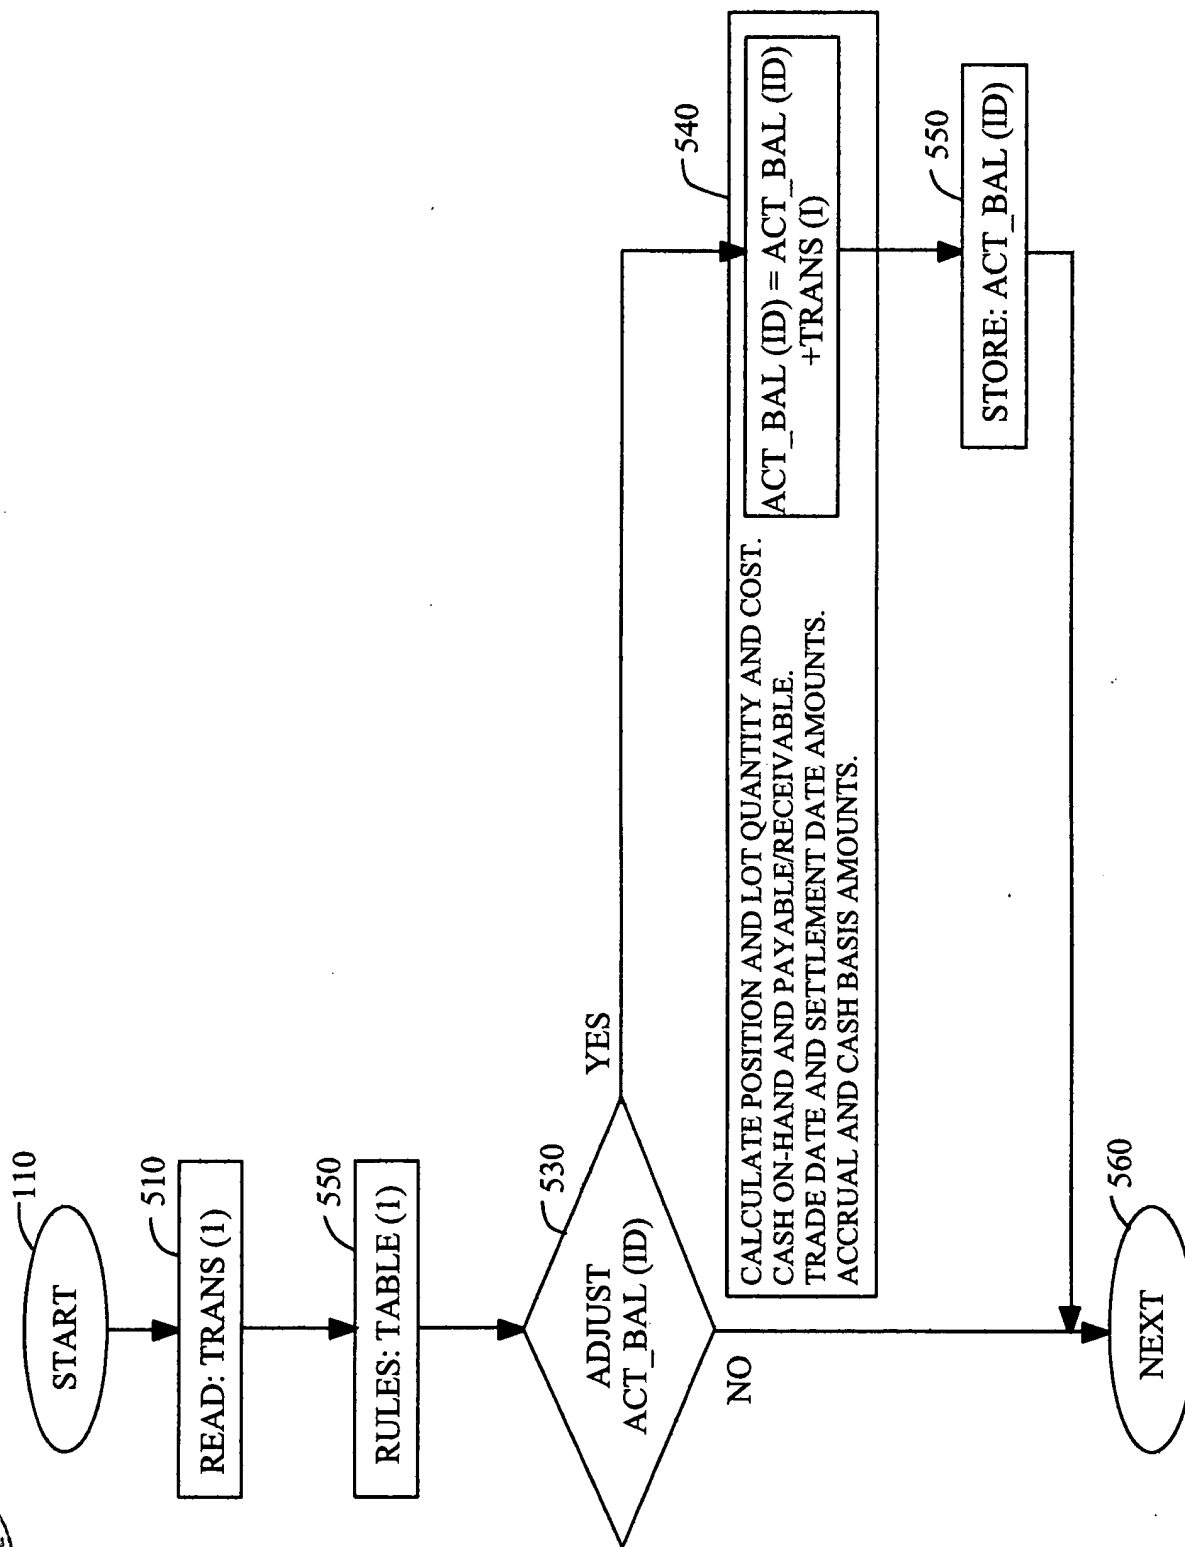 START
110
READ: TRANS (1)
510
RULES: TABLE (1)
550
ADJUST
ACT_BAL (ID)
530
YES
NO
540
CALCULATE POSITION AND LOT QUANTITY AND COST.
CASH ON-HAND AND PAYABLE/RECEIVABLE.
TRADE DATE AND SETTLEMENT DATE AMOUNTS.
ACCRUAL AND CASH BASIS AMOUNTS.
ACT_BAL (ID) = ACT_BAL (ID)
+TRANS (I)
550
STORE: ACT_BAL (ID)
560
NEXT